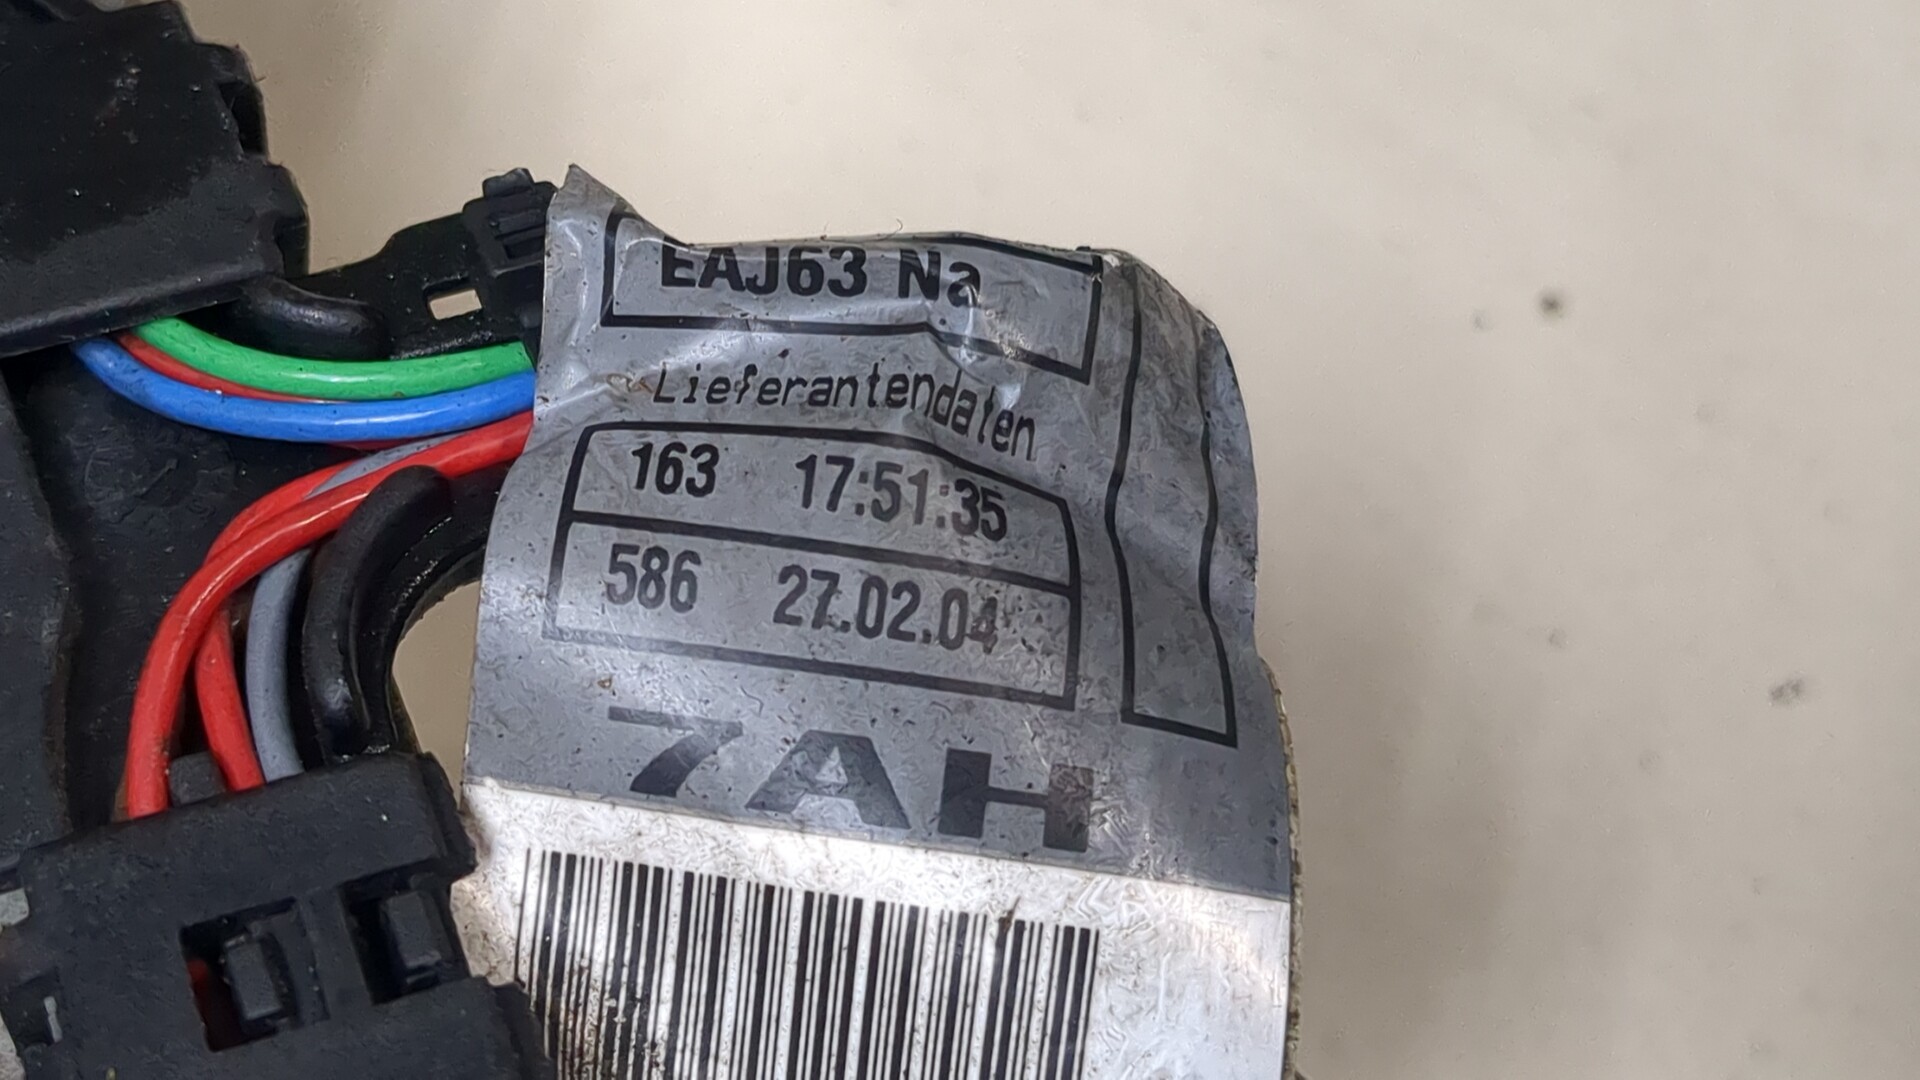 EAJ63 Na
Lieferantendaten
163 17:51:35
586 27.02.04
7AH